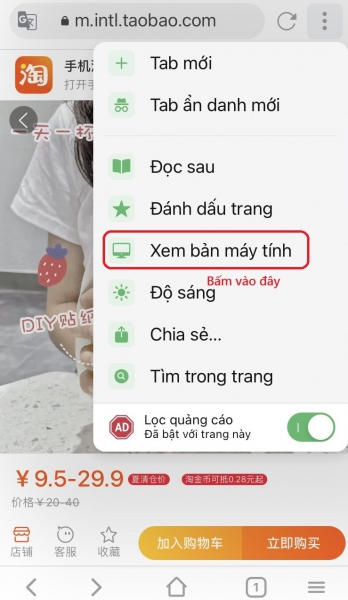 m.intl.taobao.com
淘
手机
打开
Tab mới
Tab ẩn danh mới
Đọc sau
Đánh dấu trang
Xem bản máy tính
Bấm vào đây
Độ sáng
Chia sẻ...
Tìm trong trang
AD
Lọc quảng cáo
Đã bật với trang này
一天一杯
DIY贴纸
¥ 9.5-29.9
夏清仓价
淘金币可抵0.28元起
价格¥ 20-40
店铺
客服
收藏
加入购物车
立即购买
1